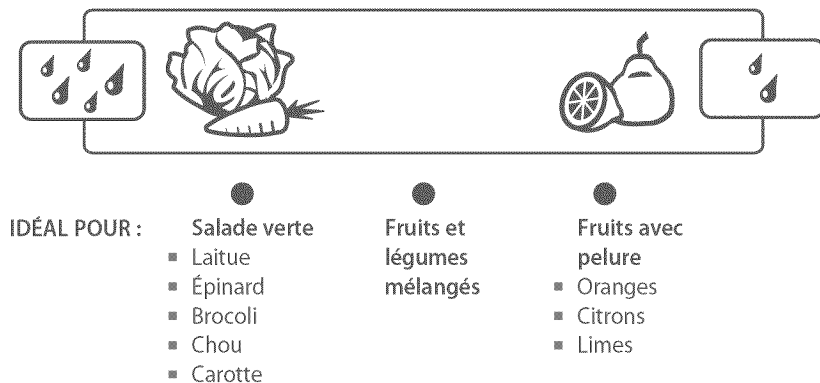 IDÉAL POUR :
Salade verte
▪ Laitue
▪ Épinard
▪ Brocoli
▪ Chou
▪ Carotte
Fruits et
légumes
mélangés
Fruits avec
pelure
▪ Oranges
▪ Citrons
▪ Limes